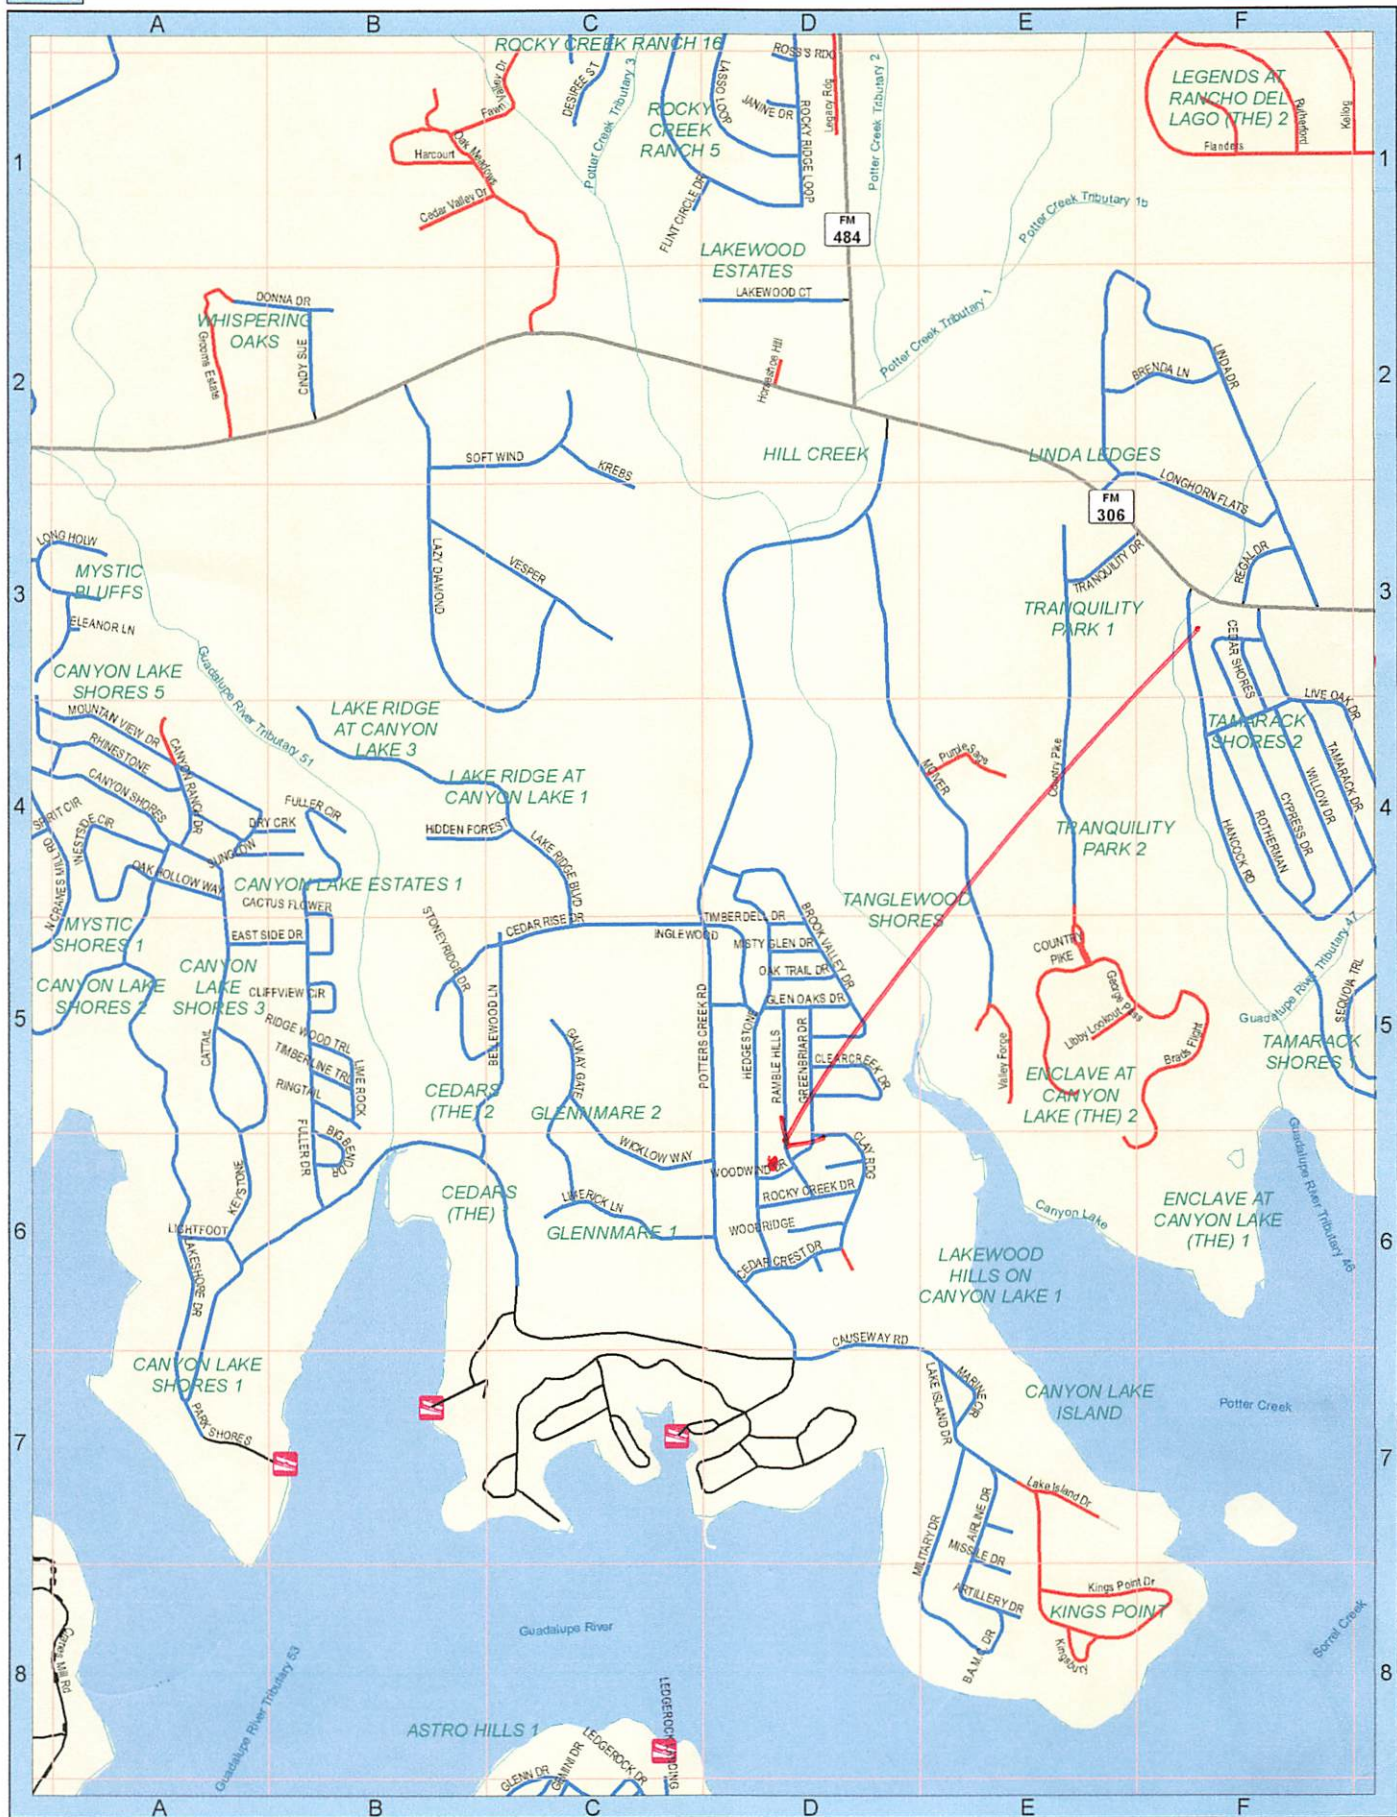 A B C D E F
ROCKY CREEK RANCH 16
ROSS'S RDG
LEGENDS AT
RANCHO DEL
LAGO (THE) 2
Fawn Valley Dr
DESIREE ST
Potter Creek Tributary 3
LASSO LOOP
JANINE DR
ROCKY RIDGE LOOP
Legacy Rdg
Potter Creek Tributary 2
Rutherford
Kellog
Flanders
ROCKY
CREEK
RANCH 5
1
1
Harcourt
Oak Meadows
Cedar Valley Dr
FLINT CIRCLE DR
FM
484
Potter Creek Tributary 1b
LAKEWOOD
ESTATES
LAKEWOOD CT
DONNA DR
WHISPERING
OAKS
CINDY SUE
Grooms Estate
Horseshoe Hill
Potter Creek Tributary 1
BRENDA LN
LINDA DR
2
2
SOFT WIND
KREBS
HILL CREEK
LINDA LEDGES
LONGHORN FLATS
FM
306
LONG HOLW
MYSTIC
BLUFFS
LAZY DIAMOND
VESPER
TRANQUILITY DR
REGAL DR
3
3
ELEANOR LN
TRANQUILITY
PARK 1
CEDAR SHORES
CANYON LAKE
SHORES 5
Guadalupe River Tributary 51
LIVE OAK DR
MOUNTAIN VIEW DR
RHINESTONE
CANYON SHORES
CANYON RANCH DR
LAKE RIDGE
AT CANYON
LAKE 3
LAKE RIDGE AT
CANYON LAKE 1
Purple Sage
MCIVER
Country Pike
TAMARACK
SHORES 2
TAMARACK DR
WILLOW DR
CYPRESS DR
ROTHERMAN
HANCOCK RD
4
4
SPIRIT CIR
WESTSIDE CIR
FULLER CIR
DRY CRK
SUNGLOW
HIDDEN FOREST
LAKE RIDGE BLVD
TRANQUILITY
PARK 2
N CRANES MILL RD
OAK HOLLOW WAY
CANYON LAKE ESTATES 1
CACTUS FLOWER
STONEYRIDGE DR
CEDAR RISE DR
INGLEWOOD
TIMBERDELL DR
BROOK VALLEY DR
TANGLEWOOD
SHORES
MYSTIC
SHORES 1
EAST SIDE DR
MISTY GLEN DR
OAK TRAIL DR
GLEN OAKS DR
COUNTRY
PIKE
Guadalupe River Tributary 47
SEQUOIA TRL
CANYON LAKE
SHORES 2
CANYON
LAKE
SHORES 3
CLIFFVIEW CIR
BELLEWOOD LN
George Pass
Libby Lookout
Brads Flight
5
5
CATTAIL
RIDGE WOOD TRL
TIMBERLINE TRL
RINGTAIL
LIME ROCK
GALWAY GATE
POTTERS CREEK RD
HEDGESTONE
RAMBLE HILLS
GREENBRIAR DR
CLEARCREEK DR
Valley Forge
TAMARACK
SHORES 1
ENCLAVE AT
CANYON
LAKE (THE) 2
CEDARS
(THE) 2
GLENNMARE 2
FULLER DR
BIG BEND DR
WICKLOW WAY
WOODWIND DR
CLAY RDG
KEYSTONE
CEDARS
(THE)
LIMERICK LN
ROCKY CREEK DR
GLENNMARE 1
WOODRIDGE
Canyon Lake
ENCLAVE AT
CANYON LAKE
(THE) 1
Guadalupe River Tributary 46
6
6
LIGHTFOOT
LAKESHORE DR
CEDAR CREST DR
LAKEWOOD
HILLS ON
CANYON LAKE 1
CAUSEWAY RD
CANYON LAKE
SHORES 1
PARK SHORES
LAKE ISLAND DR
MARINE CIR
CANYON LAKE
ISLAND
Potter Creek
7
7
Lake Island Dr
MILITARY DR
AIRLINE DR
MISSILE DR
ARTILLERY DR
Kings Point Dr
KINGS POINT
Kingsbury
B.A.M.C. DR
Guadalupe River
Sorrel Creek
8
8
Guadalupe River Tributary 53
ASTRO HILLS 1
GLENN DR
GEMINI DR
LEDGEROCK DR
A B C D E F